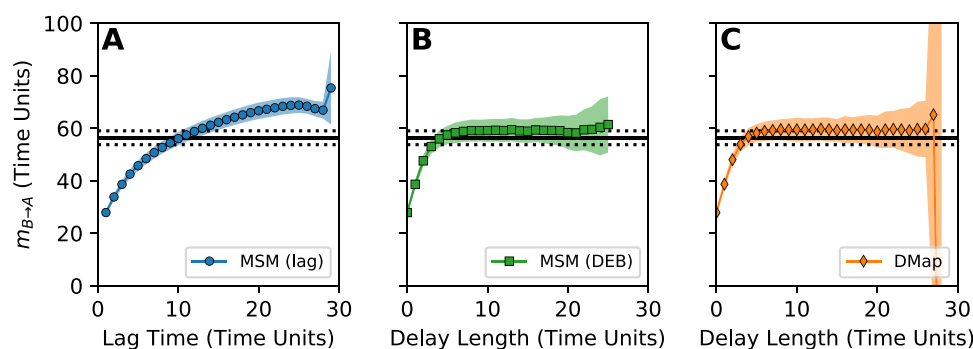 A
B
C
100
80
60
40
20
0
m_{B→A} (Time Units)
MSM (lag)
MSM (DEB)
DMap
0 10 20 30
0 10 20 30
0 10 20 30
Lag Time (Time Units)
Delay Length (Time Units)
Delay Length (Time Units)